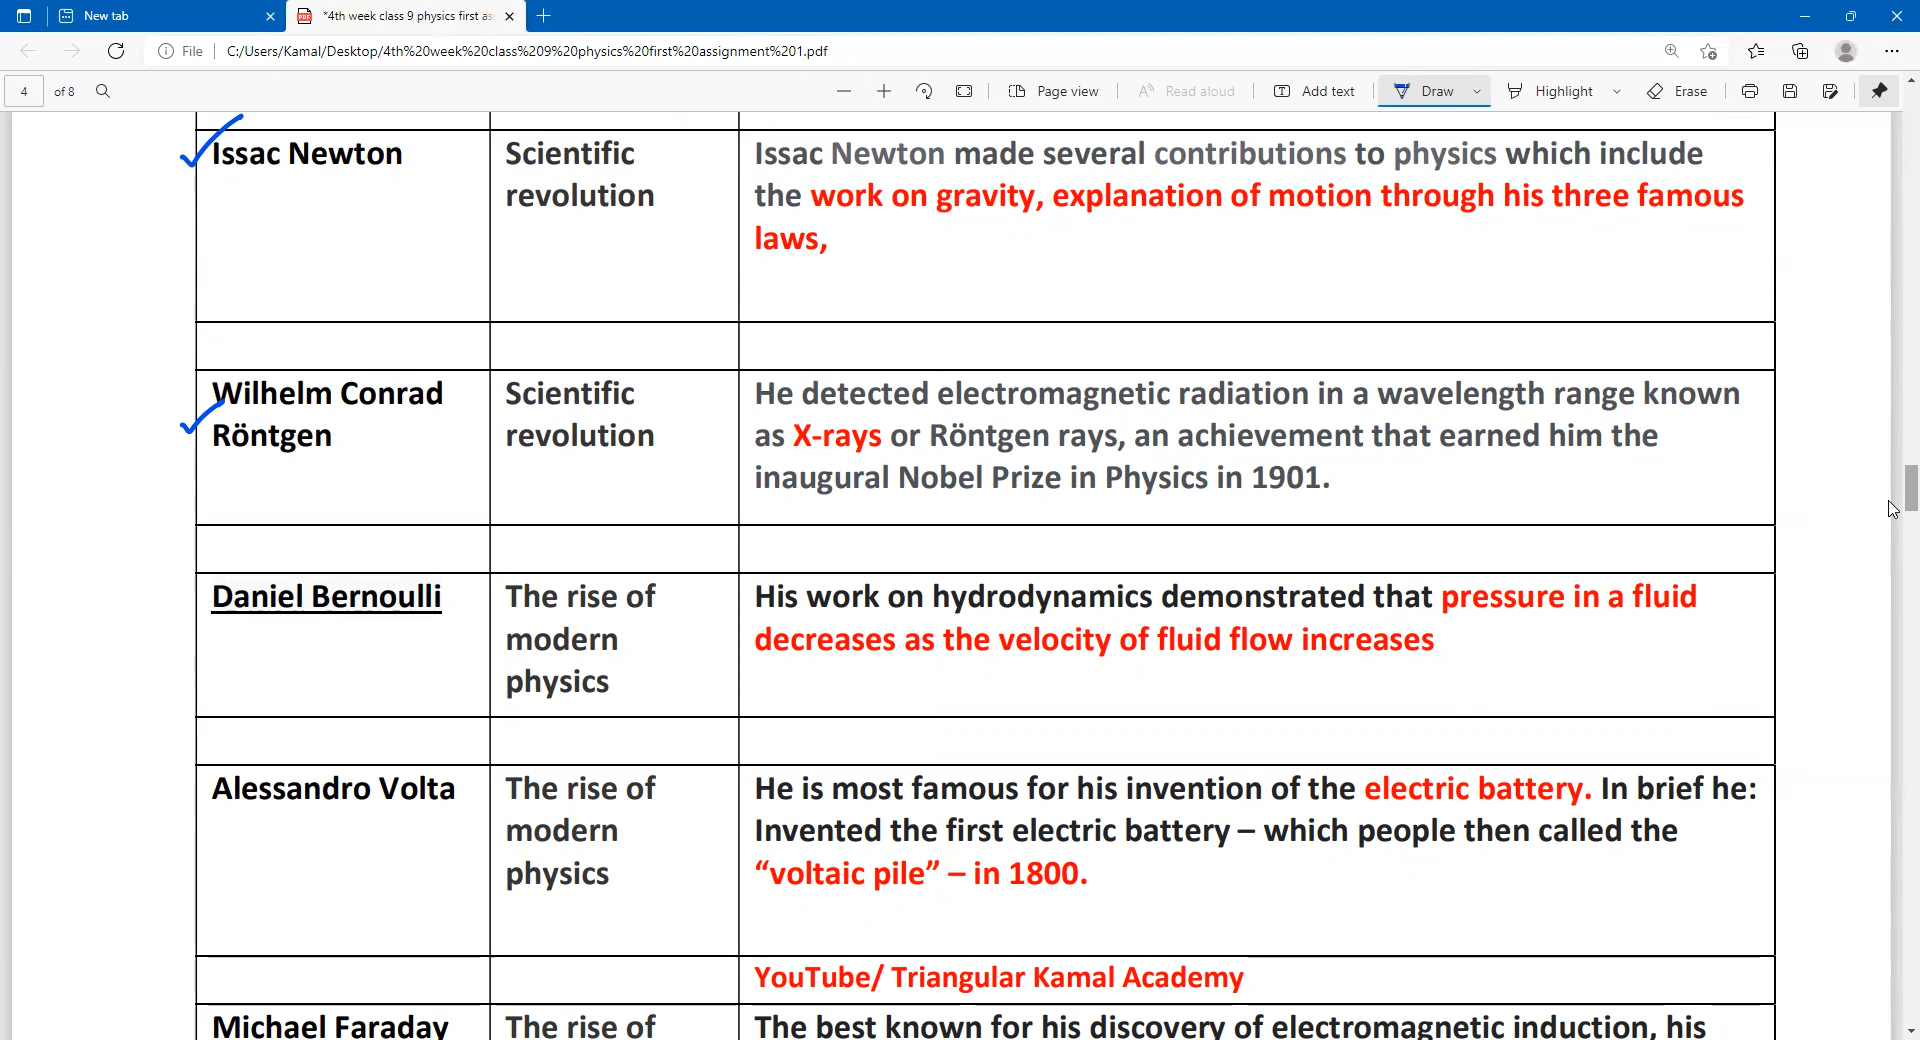 New tab
*4th week class 9 physics first as
File
C:/Users/Kamal/Desktop/4th%20week%20class%209%20physics%20first%20assignment%201.pdf
4 of 8
Page view
Read aloud
Add text
Draw
Highlight
Erase
Issac Newton
Scientific
revolution
Issac Newton made several contributions to physics which include
the work on gravity, explanation of motion through his three famous
laws,
Wilhelm Conrad
Röntgen
Scientific
revolution
He detected electromagnetic radiation in a wavelength range known
as X-rays or Röntgen rays, an achievement that earned him the
inaugural Nobel Prize in Physics in 1901.
Daniel Bernoulli
The rise of
modern
physics
His work on hydrodynamics demonstrated that pressure in a fluid
decreases as the velocity of fluid flow increases
Alessandro Volta
The rise of
modern
physics
He is most famous for his invention of the electric battery. In brief he:
Invented the first electric battery – which people then called the
“voltaic pile” – in 1800.
YouTube/ Triangular Kamal Academy
Michael Faraday
The rise of
The best known for his discovery of electromagnetic induction, his